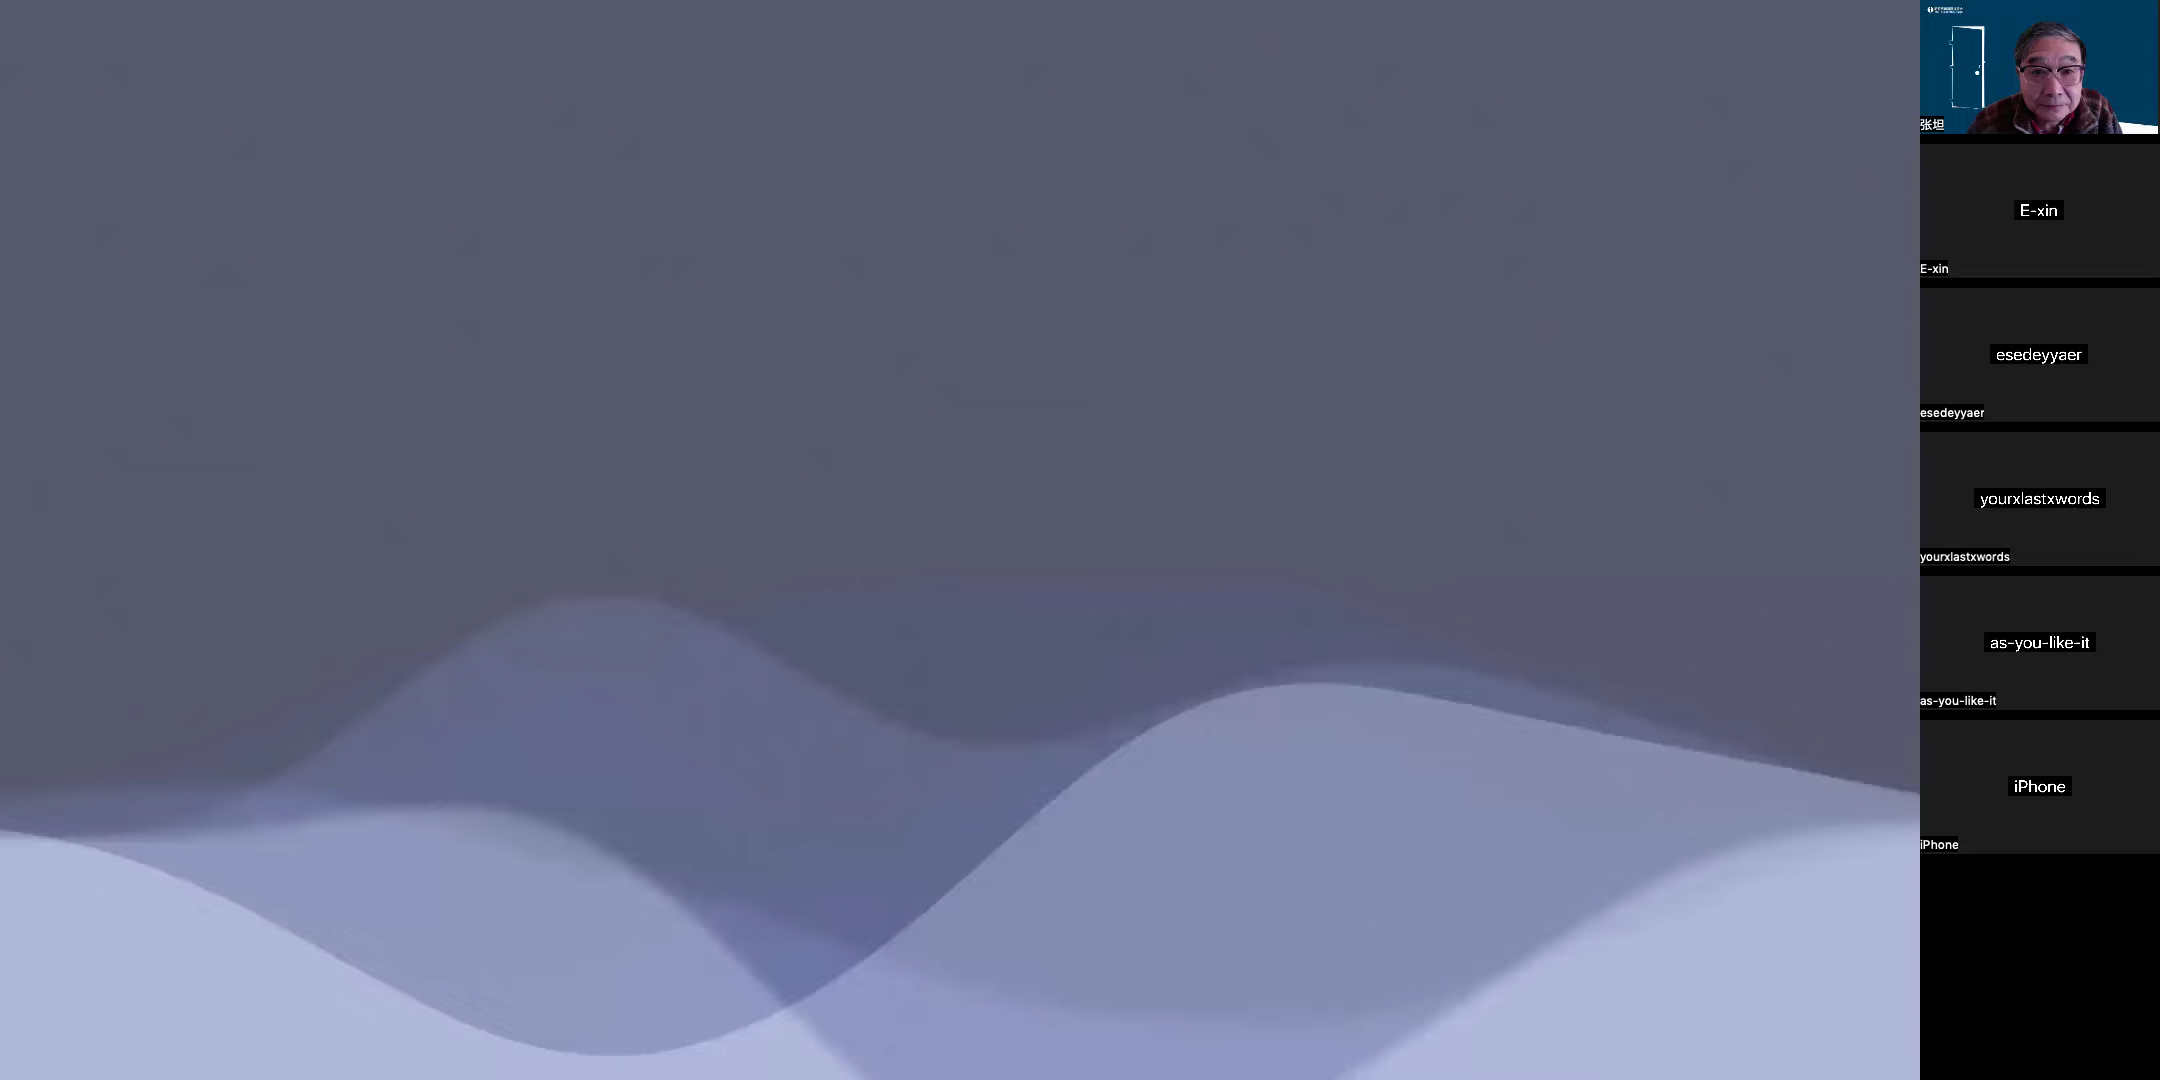 张坦
E-xin
E-xin
esedeyyaer
esedeyyaer
yourxlastxwords
yourxlastxwords
as-you-like-it
as-you-like-it
iPhone
iPhone